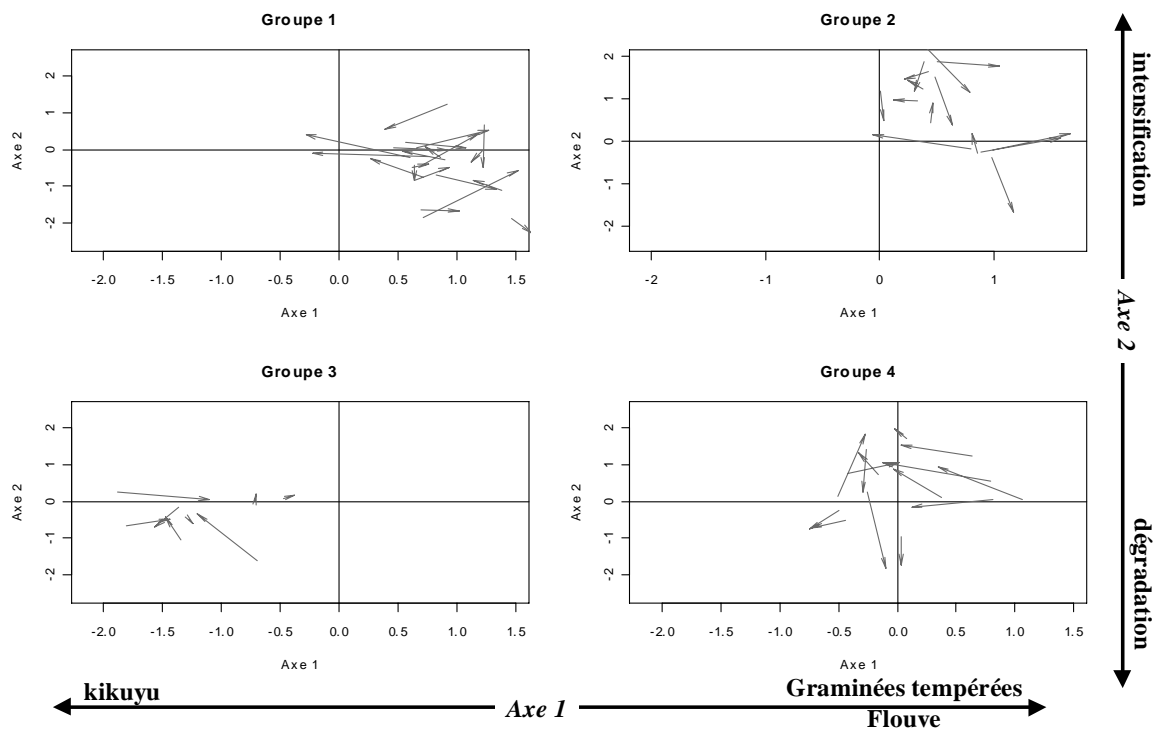 Groupe 1
Axe 2
2
1
0
-1
-2
-2.0 -1.5 -1.0 -0.5 0.0 0.5 1.0 1.5
Axe 1
Groupe 2
Axe 2
2
1
0
-1
-2
-2 -1 0 1
Axe 1
Groupe 3
Axe 2
2
1
0
-1
-2
-2.0 -1.5 -1.0 -0.5 0.0 0.5 1.0 1.5
Axe 1
Groupe 4
Axe 2
2
1
0
-1
-2
-2.0 -1.5 -1.0 -0.5 0.0 0.5 1.0 1.5
Axe 1
intensification
Axe 2
dégradation
kikuyu
Axe 1
Graminées tempérées
Flouve